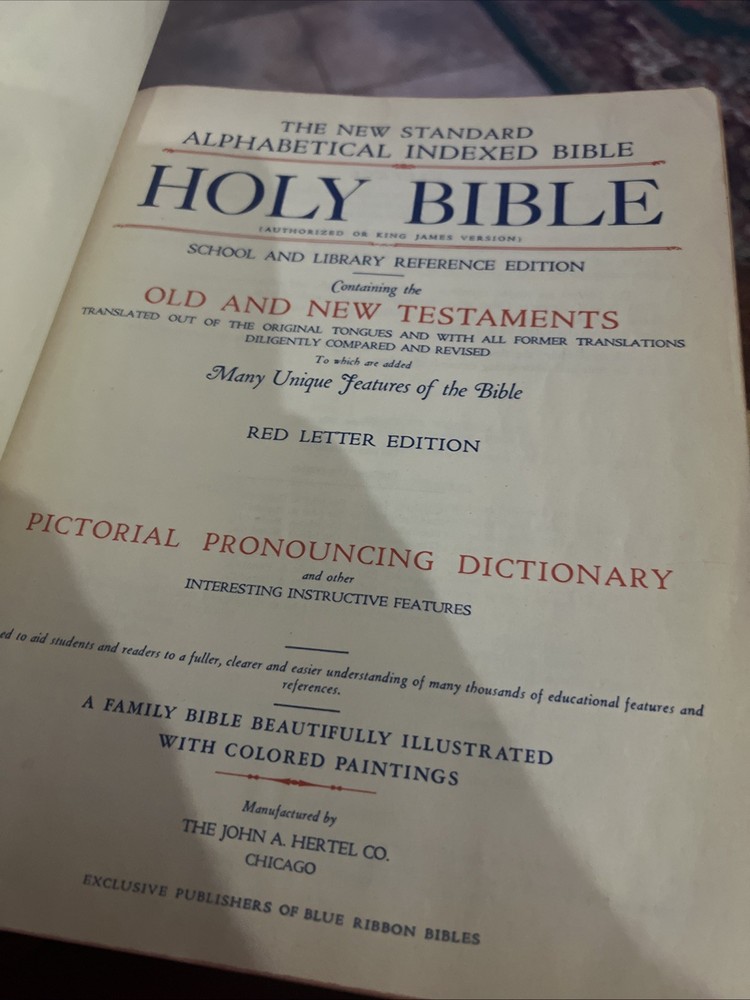 THE NEW STANDARD
ALPHABETICAL INDEXED BIBLE
HOLY BIBLE
(AUTHORIZED OR KING JAMES VERSION)
SCHOOL AND LIBRARY REFERENCE EDITION
Containing the
OLD AND NEW TESTAMENTS
TRANSLATED OUT OF THE ORIGINAL TONGUES AND WITH ALL FORMER TRANSLATIONS
DILIGENTLY COMPARED AND REVISED
To which are added
Many Unique Features of the Bible
RED LETTER EDITION
PICTORIAL PRONOUNCING DICTIONARY
and other
INTERESTING INSTRUCTIVE FEATURES
to aid students and readers to a fuller, clearer and easier understanding of many thousands of educational features and
references.
A FAMILY BIBLE BEAUTIFULLY ILLUSTRATED
WITH COLORED PAINTINGS
Manufactured by
THE JOHN A. HERTEL CO.
CHICAGO
EXCLUSIVE PUBLISHERS OF BLUE RIBBON BIBLES